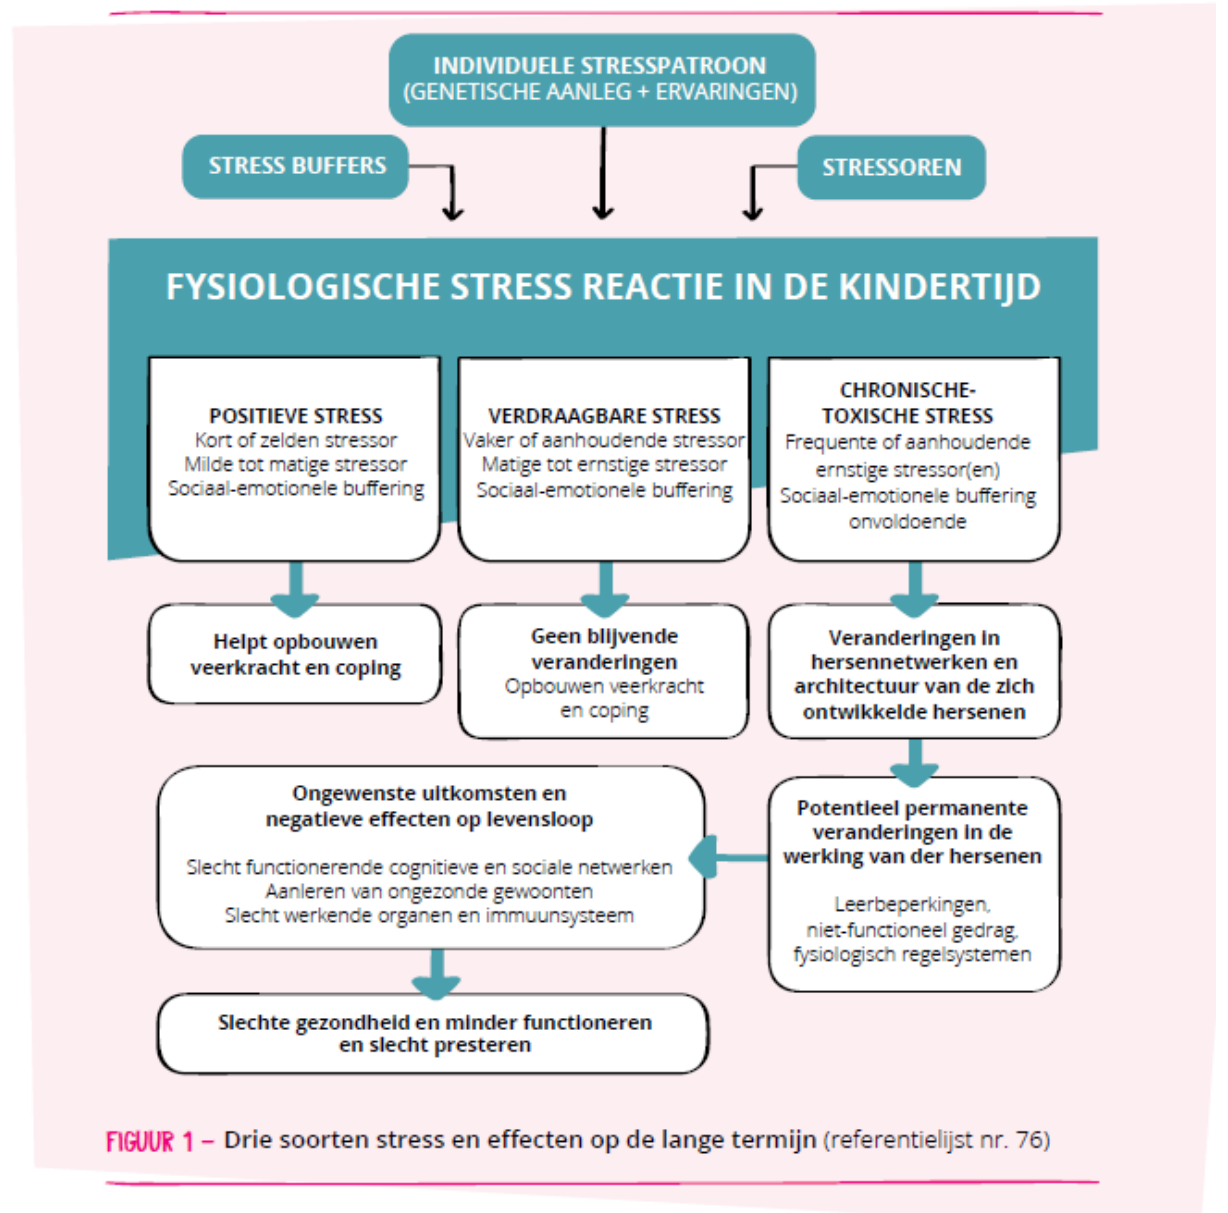 INDIVIDUELE STRESSPATROON
(GENETISCHE AANLEG + ERVARINGEN)
STRESS BUFFERS
STRESSOREN
FYSIOLOGISCHE STRESS REACTIE IN DE KINDERTIJD
POSITIEVE STRESS
Kort of zelden stressor
Milde tot matige stressor
Sociaal-emotionele buffering
VERDRAAGBARE STRESS
Vaker of aanhoudende stressor
Matige tot ernstige stressor
Sociaal-emotionele buffering
CHRONISCHE-
TOXISCHE STRESS
Frequente of aanhoudende
ernstige stressor(en)
Sociaal-emotionele buffering
onvoldoende
Helpt opbouwen
veerkracht en coping
Geen blijvende
veranderingen
Opbouwen veerkracht
en coping
Veranderingen in
hersennetwerken en
architectuur van de zich
ontwikkelde hersenen
Potentieel permanente
veranderingen in de
werking van der hersenen
Leerbeperkingen,
niet-functioneel gedrag,
fysiologisch regelsystemen
Ongewenste uitkomsten en
negatieve effecten op levensloop
Slecht functionerende cognitieve en sociale netwerken
Aanleren van ongezonde gewoonten
Slecht werkende organen en immuunsysteem
Slechte gezondheid en minder functioneren
en slecht presteren
FIGUUR 1 – Drie soorten stress en effecten op de lange termijn (referentielijst nr. 76)